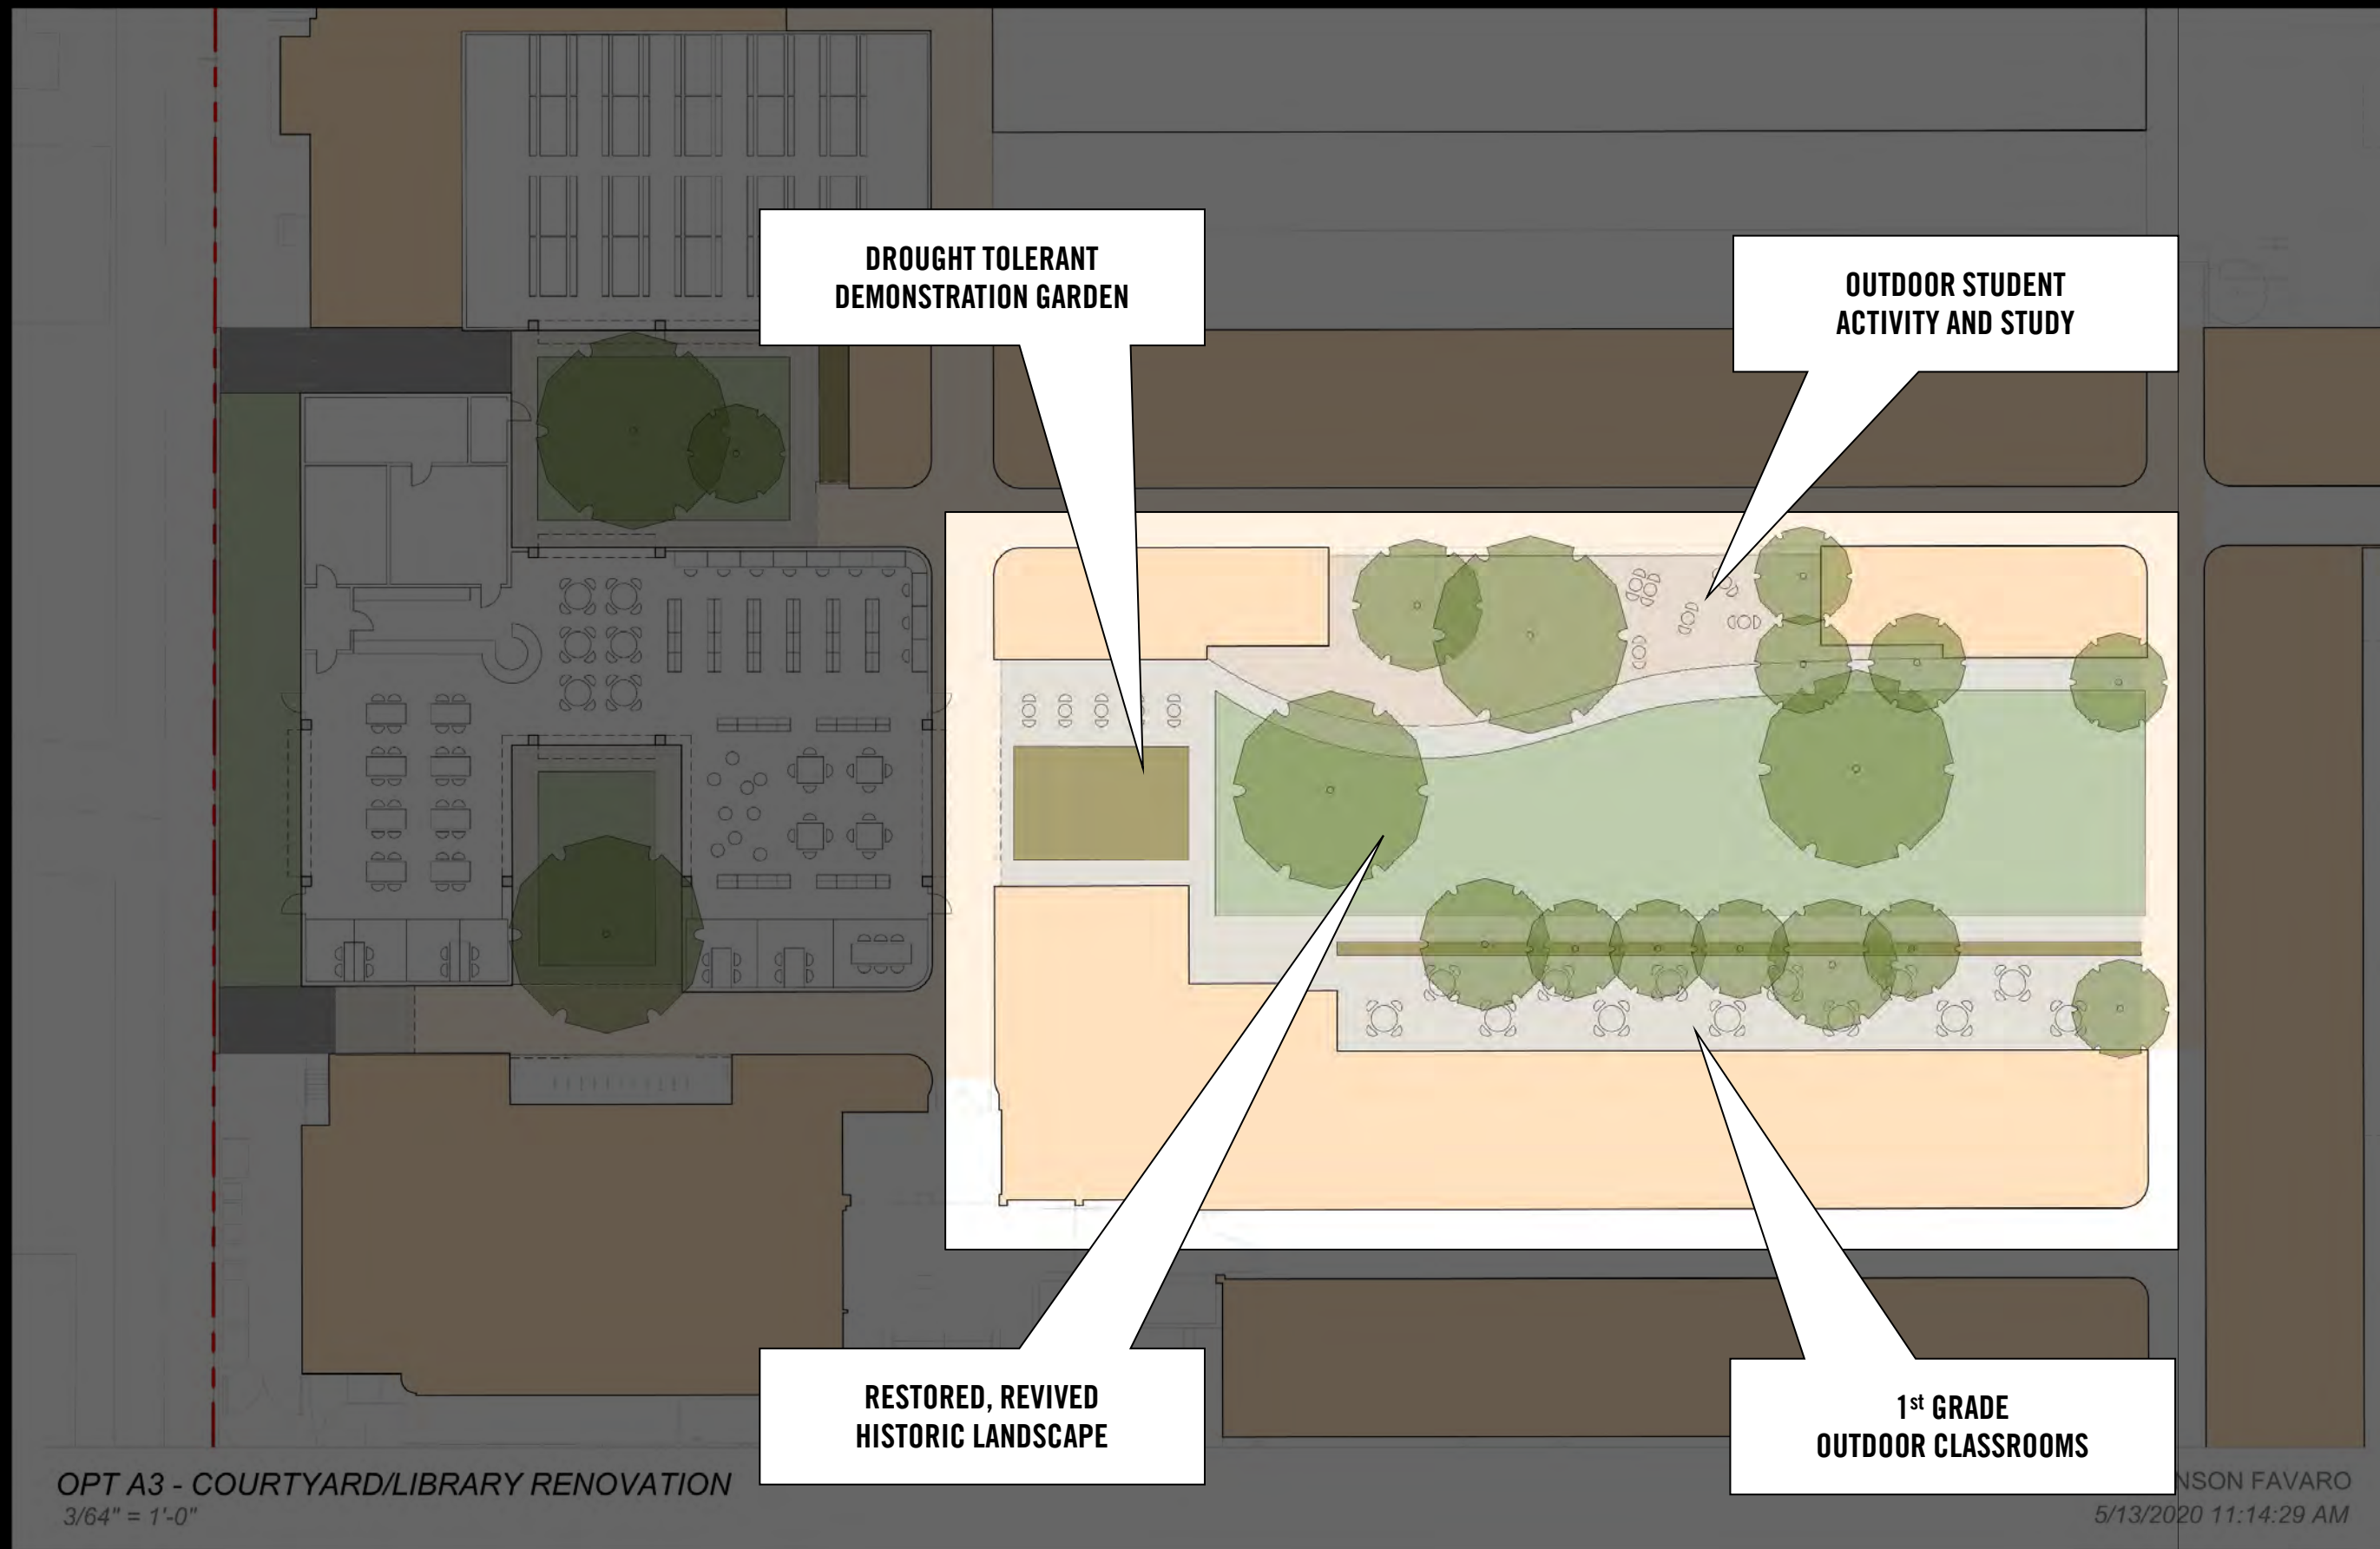 DROUGHT TOLERANT
DEMONSTRATION GARDEN
OUTDOOR STUDENT
ACTIVITY AND STUDY
RESTORED, REVIVED
HISTORIC LANDSCAPE
1st GRADE
OUTDOOR CLASSROOMS
OPT A3 - COURTYARD/LIBRARY RENOVATION
3/64" = 1'-0"
NSON FAVARO
5/13/2020 11:14:29 AM